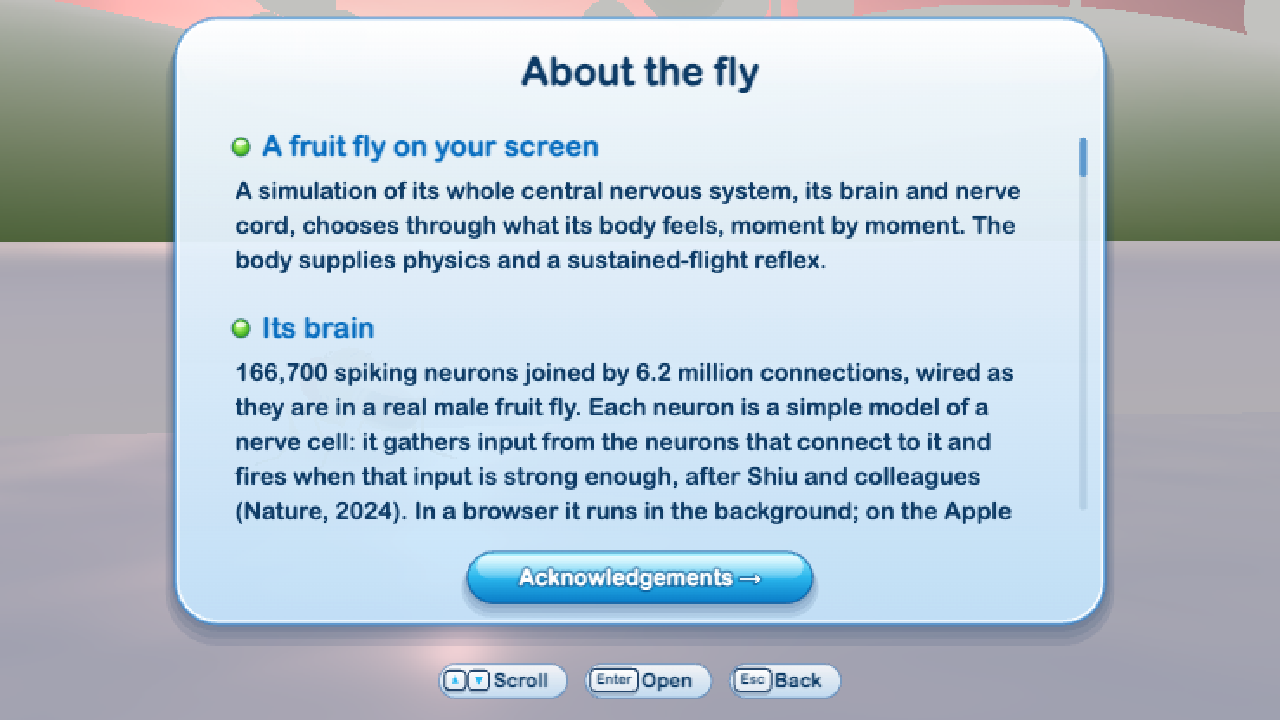 About the fly
A fruit fly on your screen
A simulation of its whole central nervous system, its brain and nerve
cord, chooses through what its body feels, moment by moment. The
body supplies physics and a sustained-flight reflex.
Its brain
166,700 spiking neurons joined by 6.2 million connections, wired as
they are in a real male fruit fly. Each neuron is a simple model of a
nerve cell: it gathers input from the neurons that connect to it and
fires when that input is strong enough, after Shiu and colleagues
(Nature, 2024). In a browser it runs in the background; on the Apple
Acknowledgements →
▲ ▼ Scroll Enter Open Esc Back